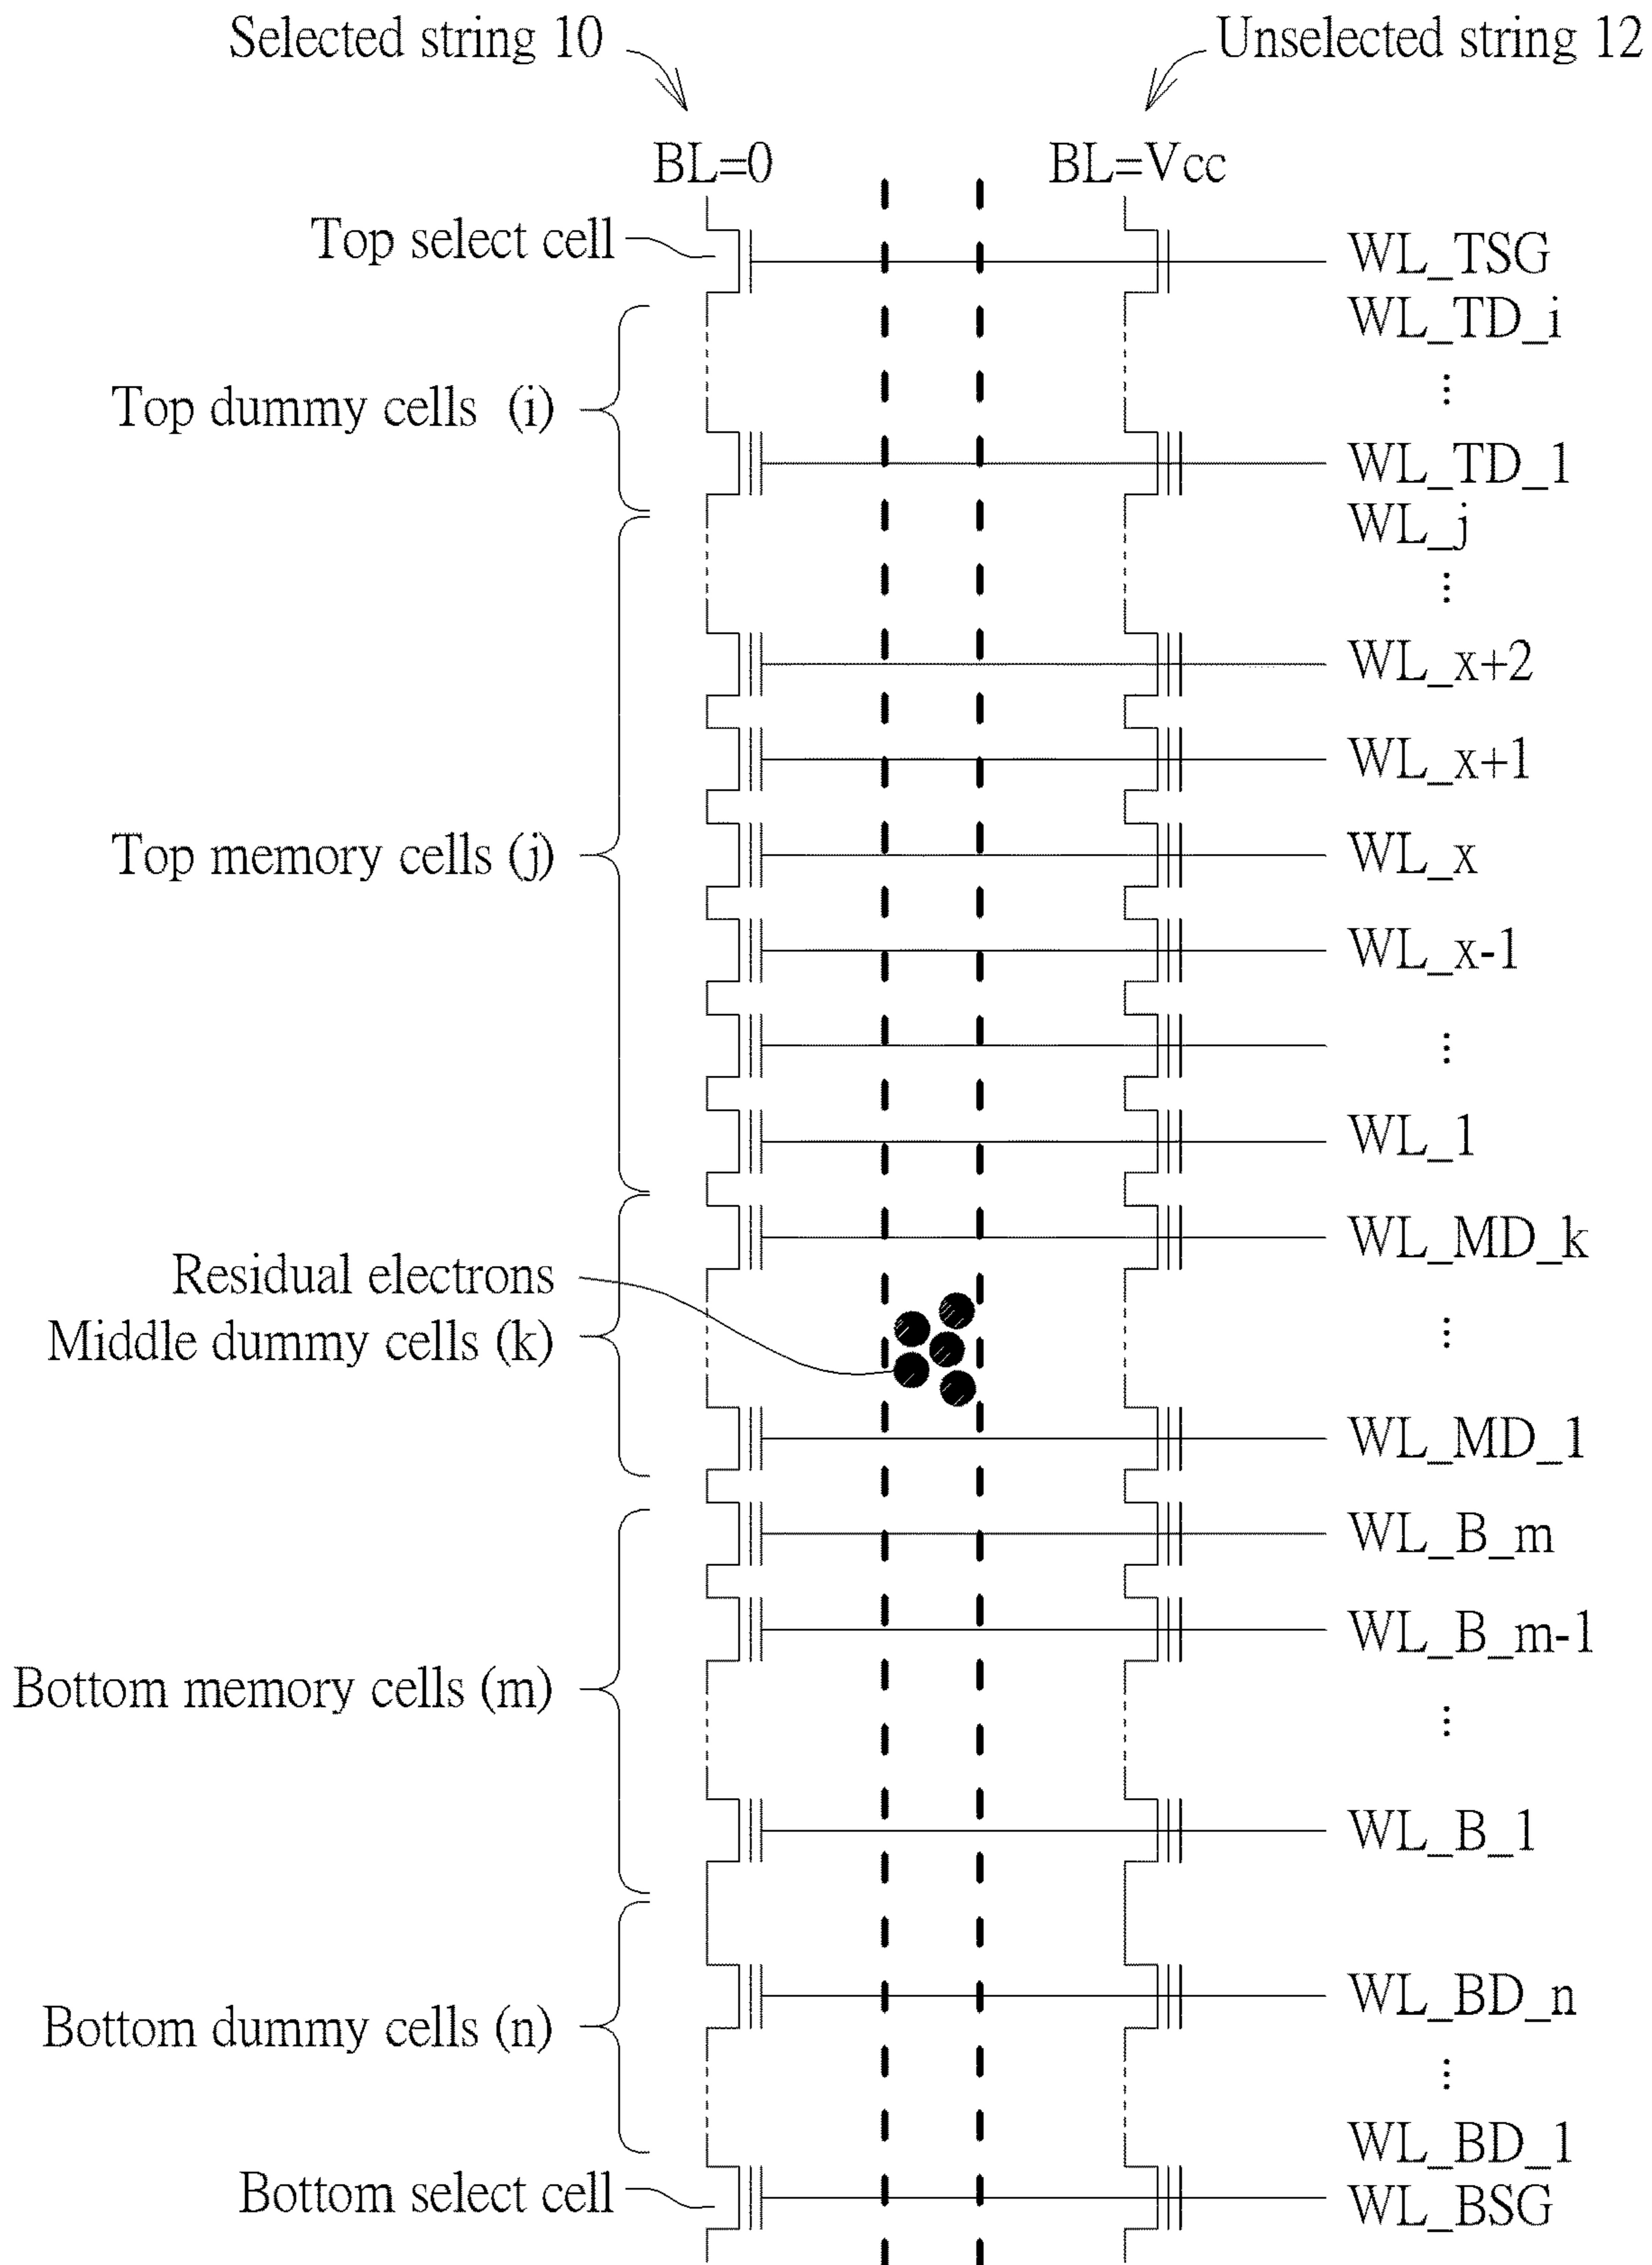 Selected string 10
Unselected string 12
BL=0
BL=Vcc
Top select cell
WL_TSG
WL_TD_i
⋮
Top dummy cells (i)
WL_TD_1
WL_j
⋮
WL_x+2
WL_x+1
Top memory cells (j)
WL_x
WL_x-1
⋮
WL_1
WL_MD_k
Residual electrons
Middle dummy cells (k)
⋮
WL_MD_1
WL_B_m
WL_B_m-1
Bottom memory cells (m)
⋮
WL_B_1
WL_BD_n
Bottom dummy cells (n)
⋮
WL_BD_1
Bottom select cell
WL_BSG